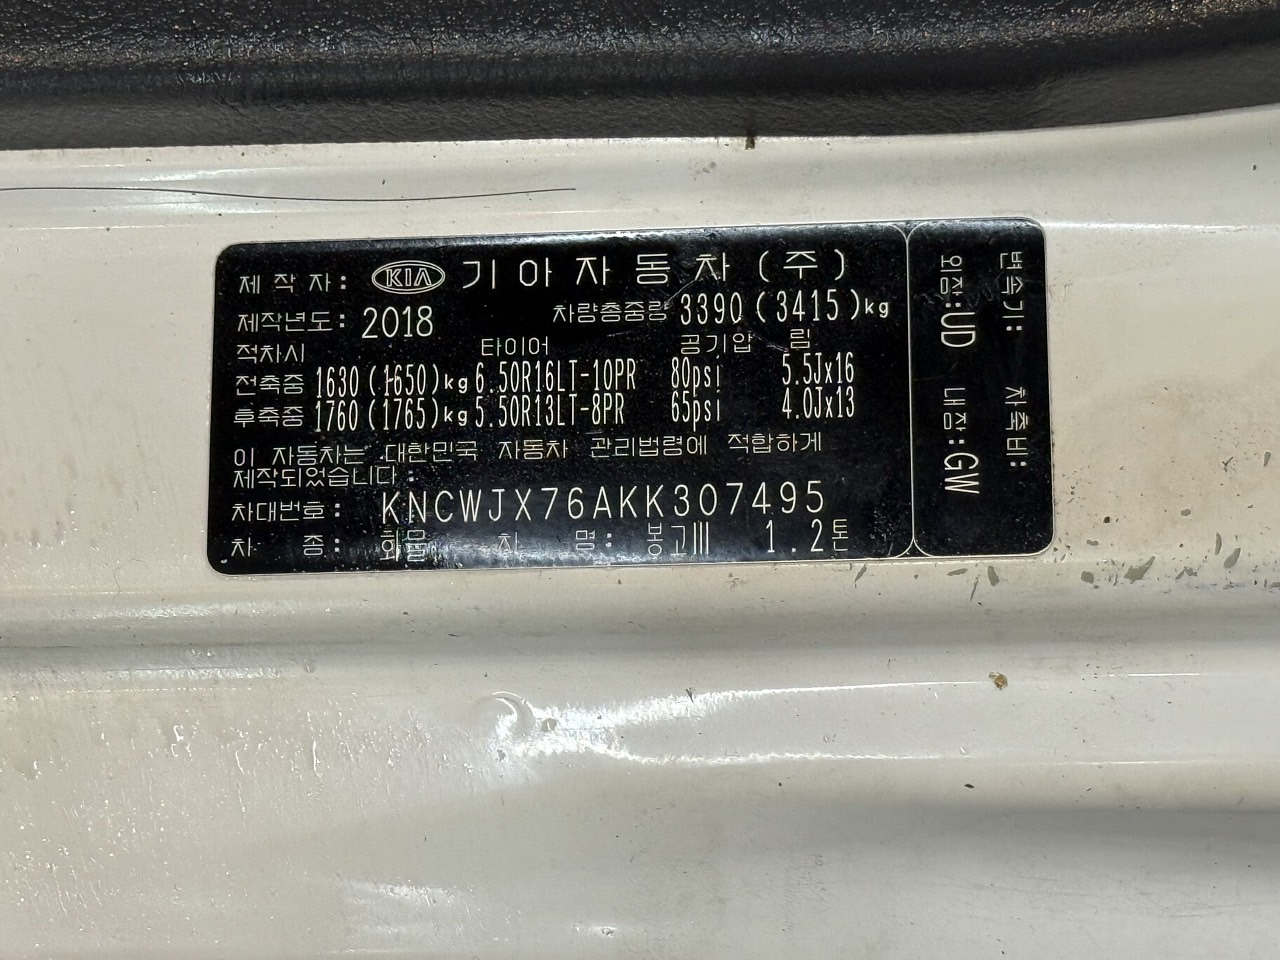 제 작 자: KIA 기아자동차(주)
제작년도: 2018 차량총중량 3390(3415)kg
적차시 타이어 공기압 림
전축중 1630(1650)kg 6.50R16LT-10PR 80psi 5.5Jx16
후축중 1760(1765)kg 5.50R13LT-8PR 65psi 4.0Jx13
이 자동차는 대한민국 자동차 관리법령에 적합하게
제작되었습니다.
차대번호: KNCWJX76AKK307495
차 종: 화물 차 명: 봉고Ⅲ 1.2톤
변속기: 차축비:
외장:UD 내장:GW